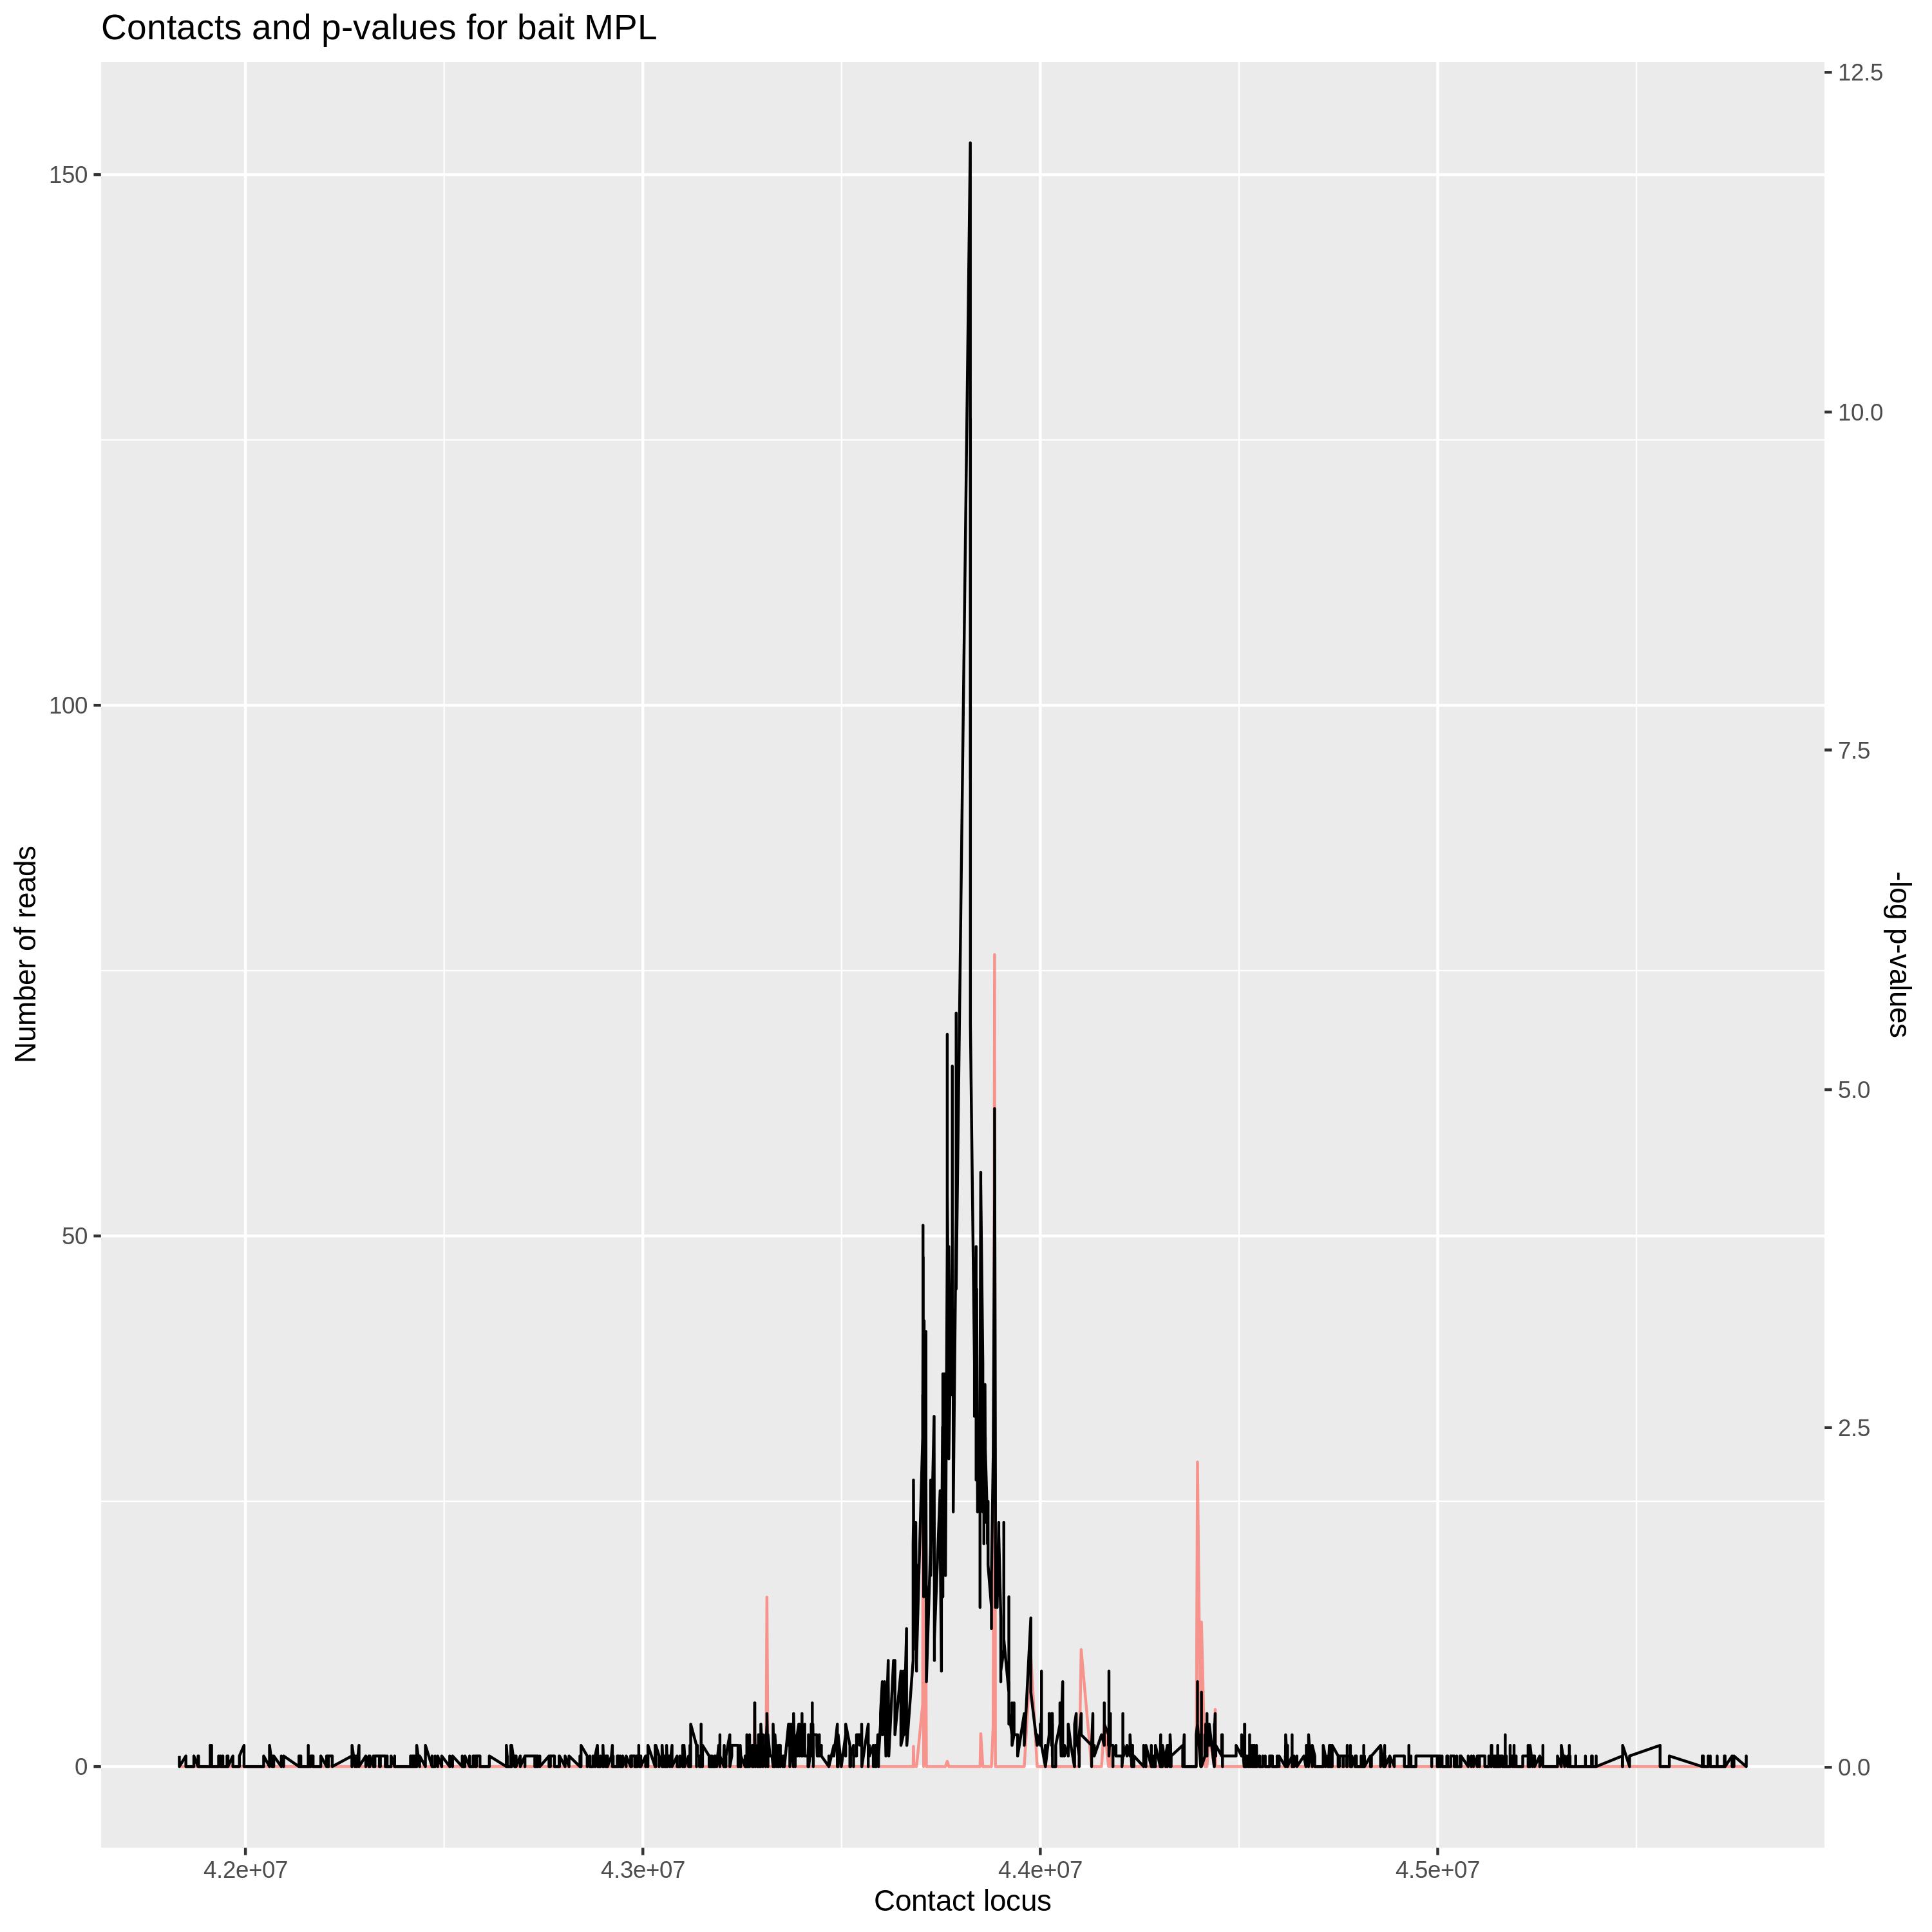 Contacts and p-values for bait MPL
150
100
50
0
Number of reads
12.5
10.0
7.5
5.0
2.5
0.0
-log p-values
4.2e+07
4.3e+07
4.4e+07
4.5e+07
Contact locus